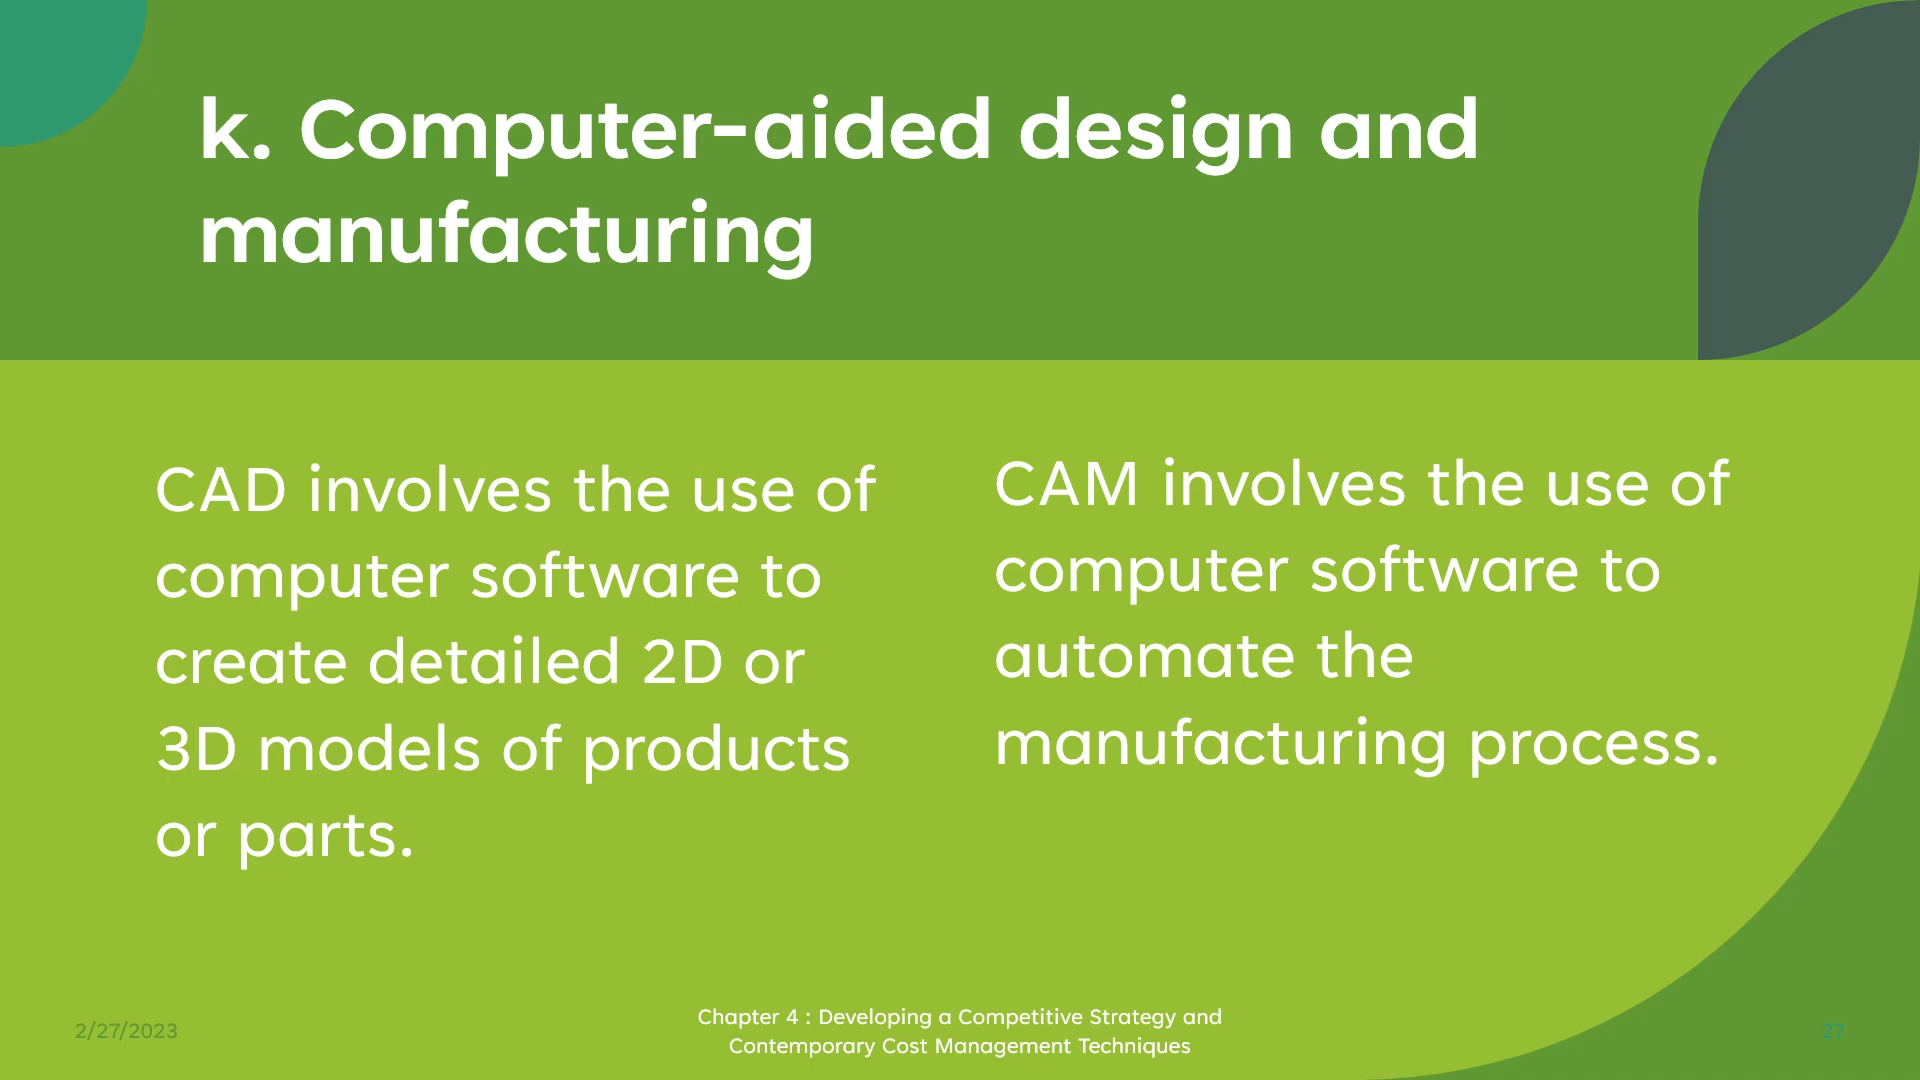 k. Computer-aided design and
manufacturing
CAD involves the use of
computer software to
create detailed 2D or
3D models of products
or parts.
CAM involves the use of
computer software to
automate the
manufacturing process.
2/27/2023
Chapter 4 : Developing a Competitive Strategy and
Contemporary Cost Management Techniques
27